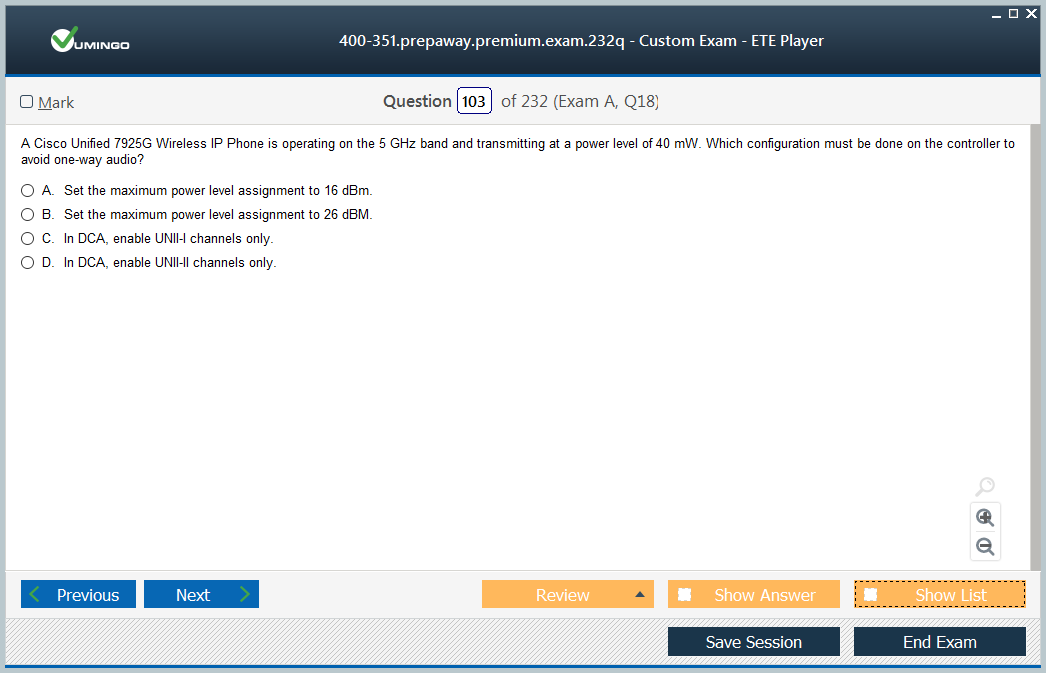 VUMINGO
400-351.prepaway.premium.exam.232q - Custom Exam - ETE Player
Mark
Question 103 of 232 (Exam A, Q18)
A Cisco Unified 7925G Wireless IP Phone is operating on the 5 GHz band and transmitting at a power level of 40 mW. Which configuration must be done on the controller to
avoid one-way audio?
A. Set the maximum power level assignment to 16 dBm.
B. Set the maximum power level assignment to 26 dBM.
C. In DCA, enable UNII-I channels only.
D. In DCA, enable UNII-II channels only.
Previous Next Review Show Answer Show List
Save Session End Exam